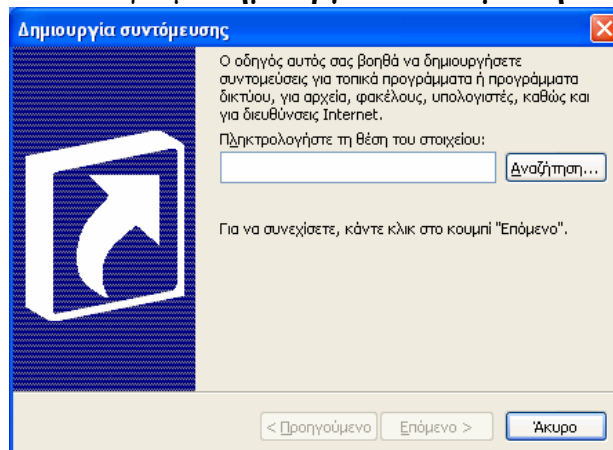 Δημιουργία συντόμευσης
Ο οδηγός αυτός σας βοηθά να δημιουργήσετε
συντομεύσεις για τοπικά προγράμματα ή προγράμματα
δικτύου, για αρχεία, φακέλους, υπολογιστές, καθώς και
για διευθύνσεις Internet.
Πληκτρολογήστε τη θέση του στοιχείου:
Αναζήτηση...
Για να συνεχίσετε, κάντε κλικ στο κουμπί "Επόμενο".
< Προηγούμενο Επόμενο > Άκυρο